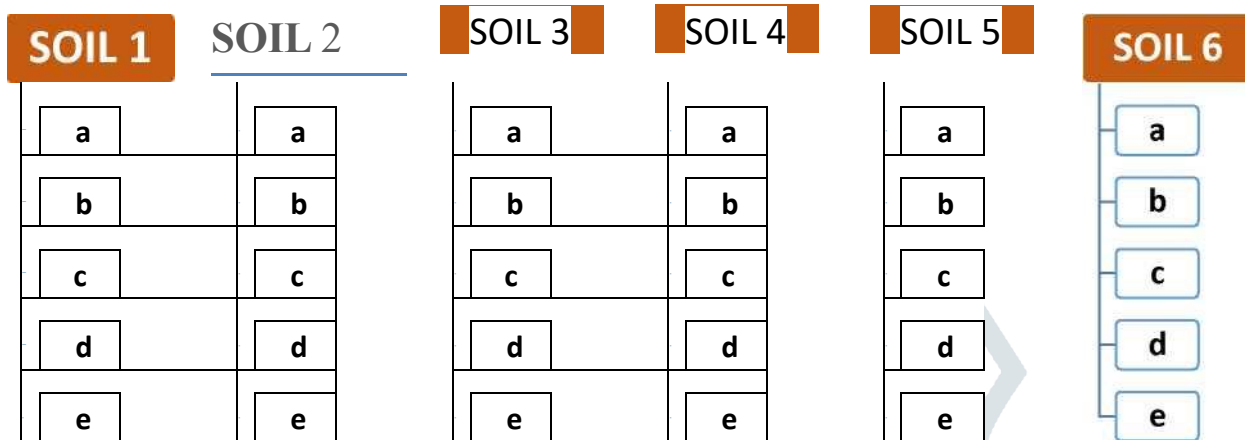 SOIL 1 SOIL 2 SOIL 3 SOIL 4 SOIL 5 SOIL 6
a a a a a a
b b b b b b
c c c c c c
d d d d d d
e e e e e e